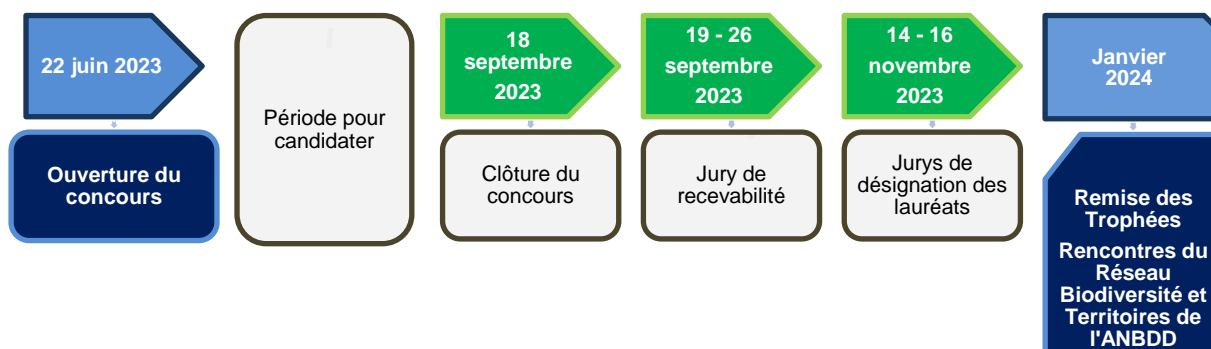 22 juin 2023
Ouverture du
concours
Période pour
candidater
18
septembre
2023
Clôture du
concours
19 - 26
septembre
2023
Jury de
recevabilité
14 - 16
novembre
2023
Jurys de
désignation des
lauréats
Janvier
2024
Remise des
Trophées
Rencontres du
Réseau
Biodiversité et
Territoires de
l'ANBDD